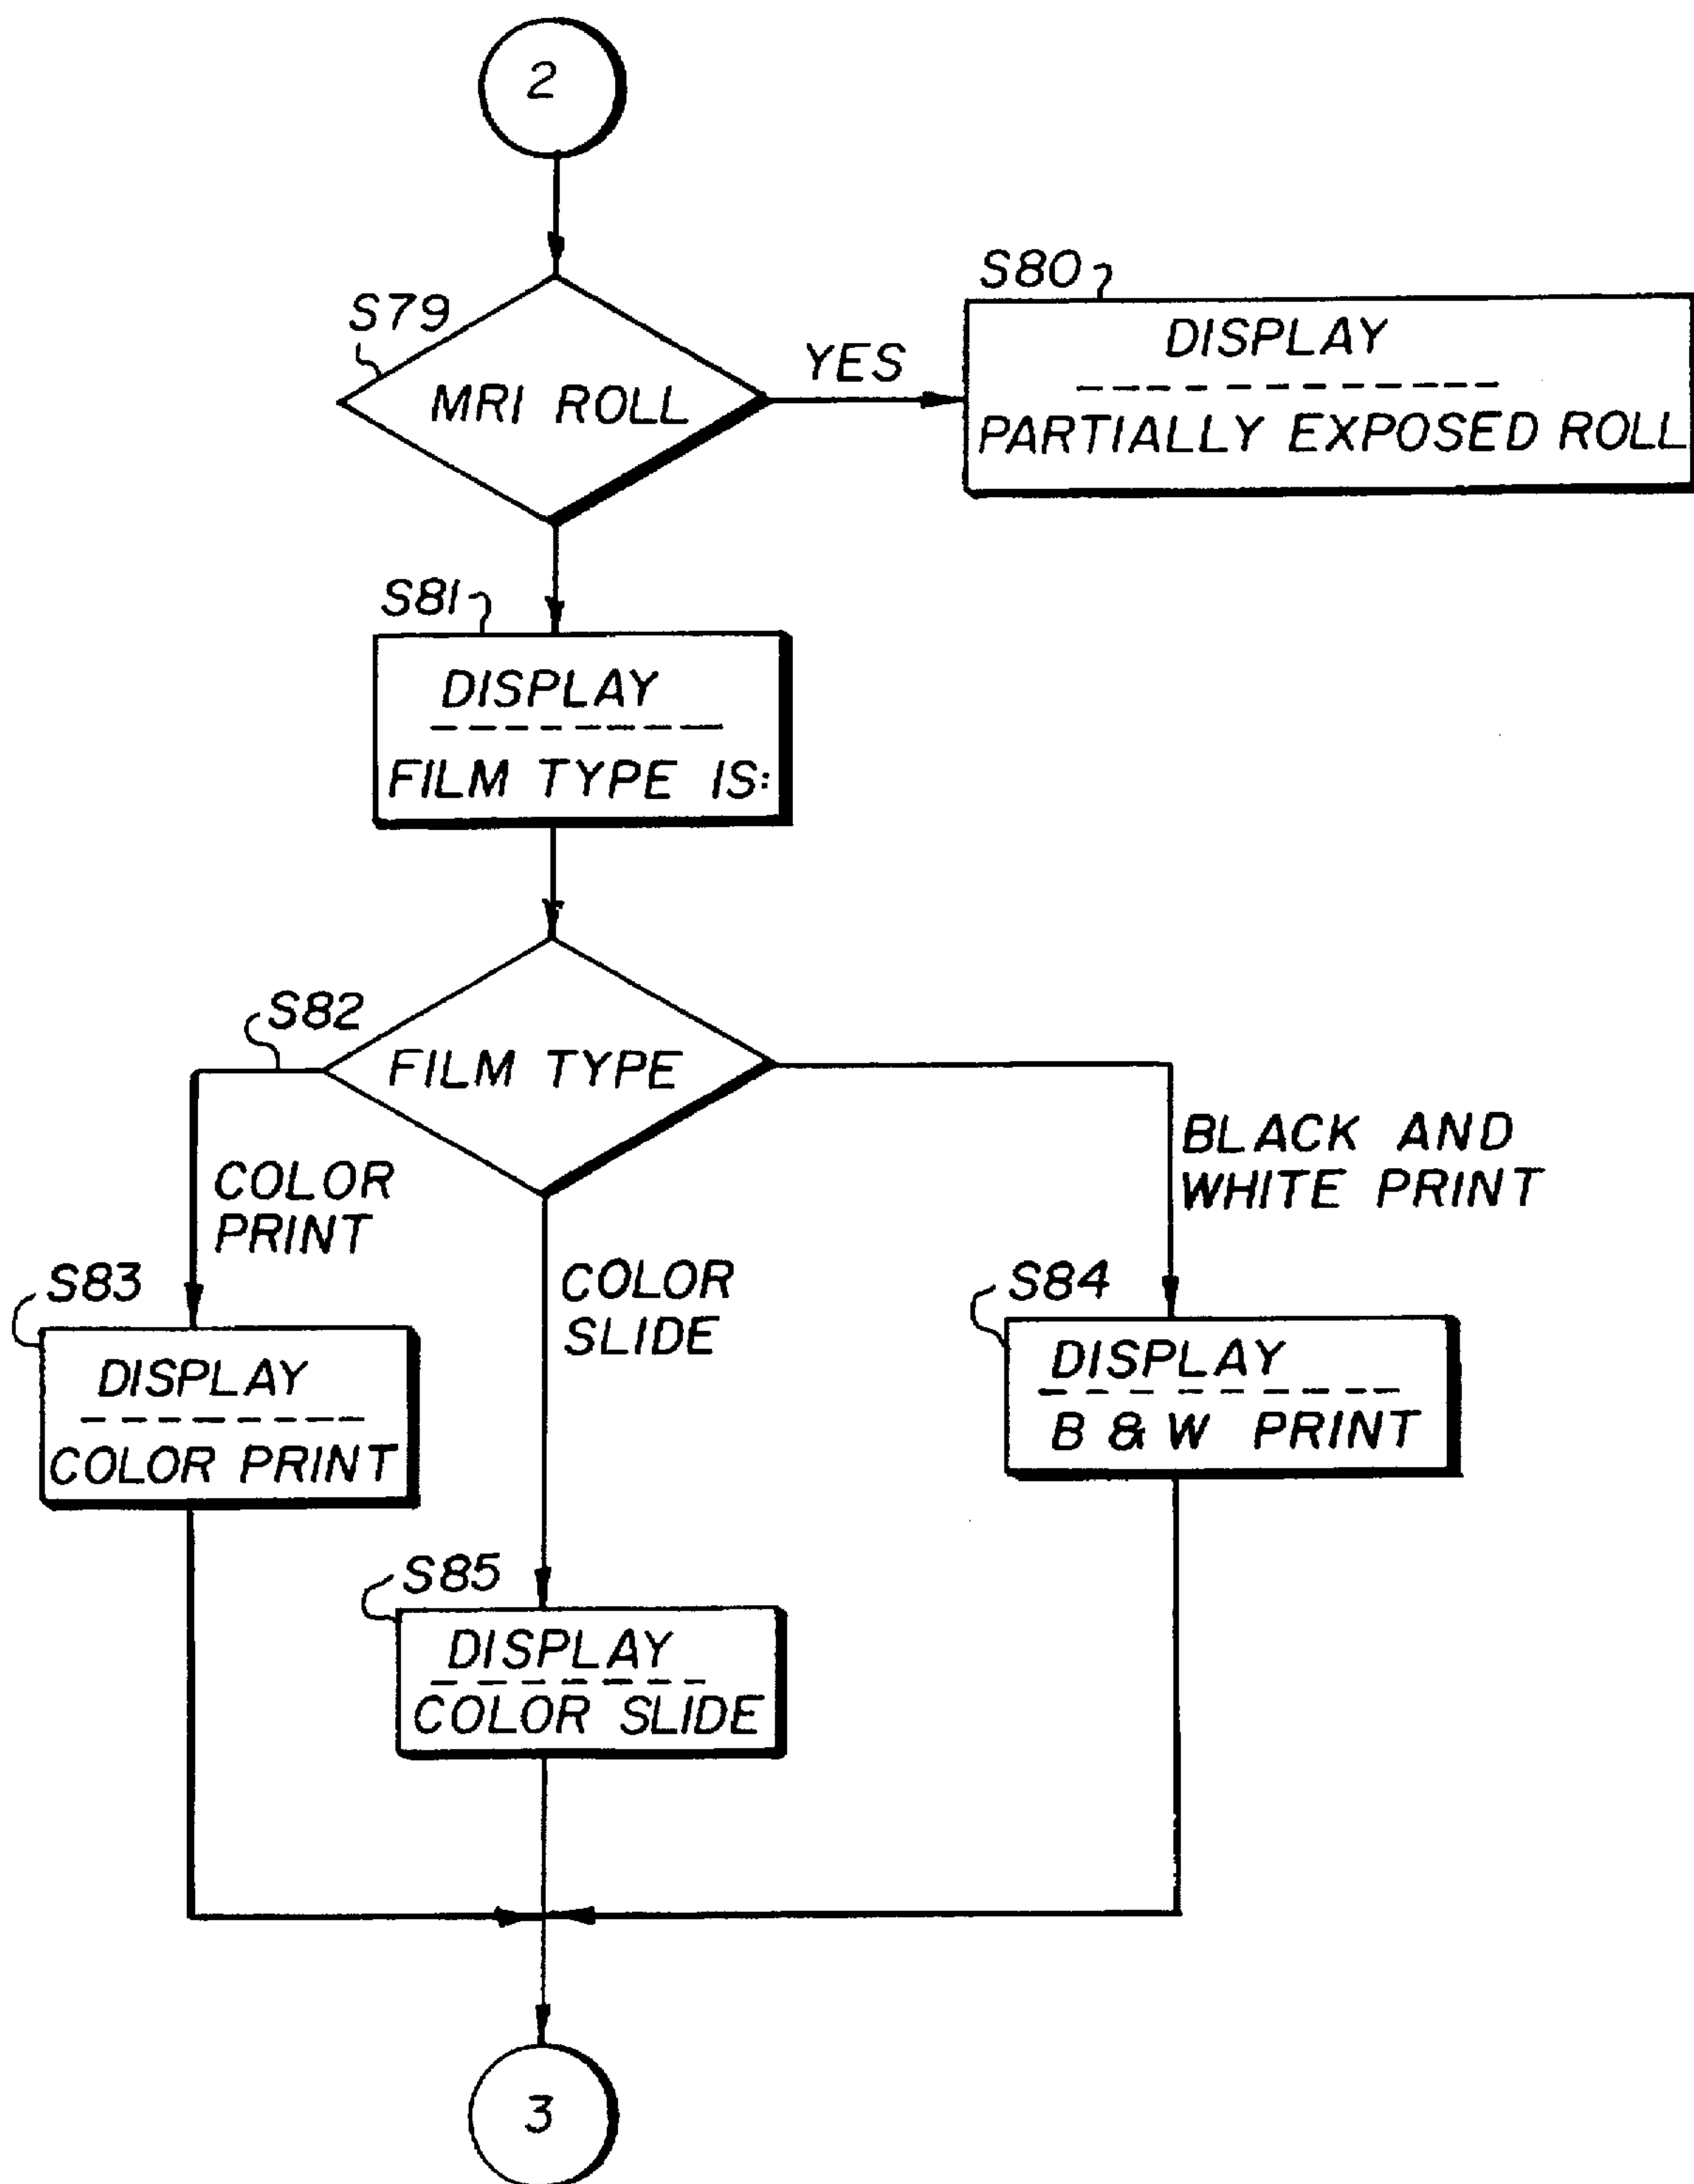 2
S79
MRI ROLL
YES
S80
DISPLAY
PARTIALLY EXPOSED ROLL
S81
DISPLAY
FILM TYPE IS:
S82
FILM TYPE
COLOR
PRINT
COLOR
SLIDE
BLACK AND
WHITE PRINT
S83
DISPLAY
COLOR PRINT
S84
DISPLAY
B & W PRINT
S85
DISPLAY
COLOR SLIDE
3